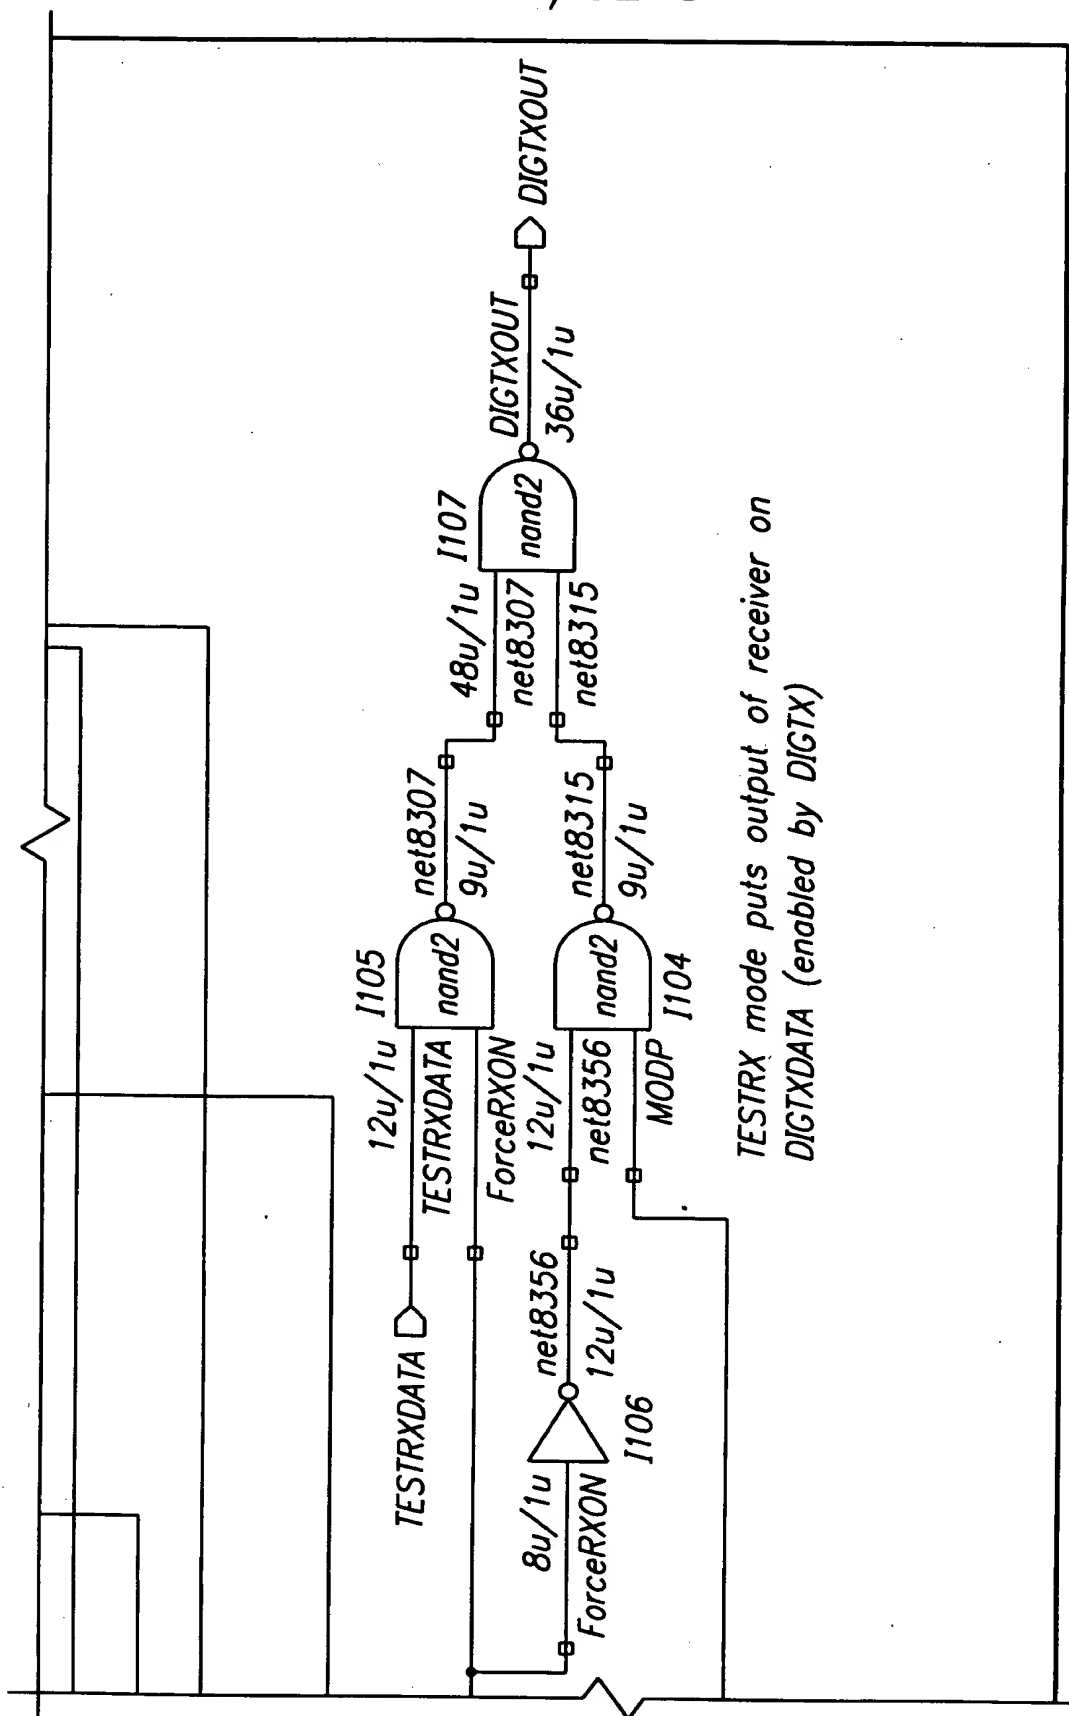 TESTRXDATA
12u/1u
TESTRXDATA
ForceRXON
I105
nand2
net8307
9u/1u
8u/1u
ForceRXON
I106
net8356
12u/1u
12u/1u
net8356
MODP
I104
nand2
net8315
9u/1u
48u/1u
net8307
net8315
I107
nand2
DIGTXOUT
36u/1u
DIGTXOUT
TESTRX mode puts output of receiver on
DIGTXDATA (enabled by DIGTX)